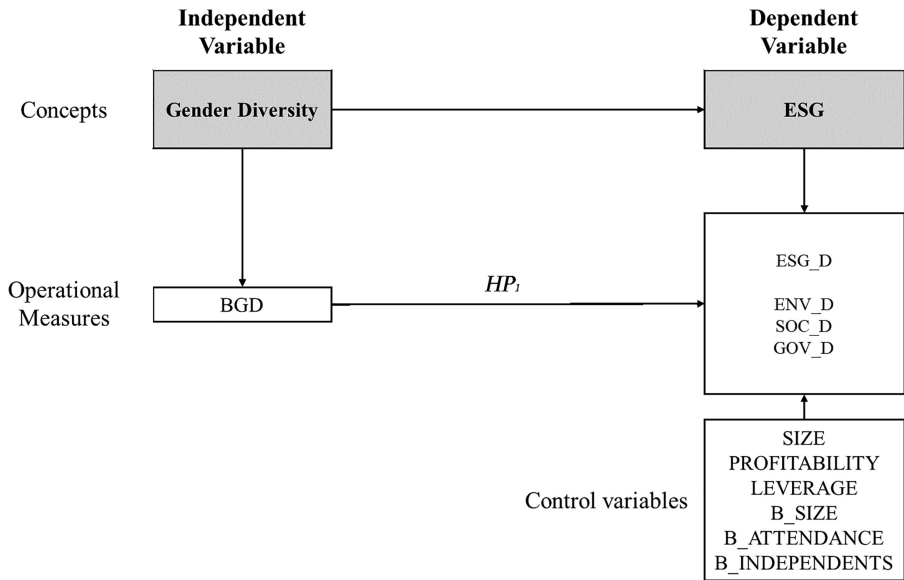 Independent
Variable
Dependent
Variable
Concepts
Gender Diversity
ESG
Operational
Measures
BGD
HP₁
ESG_D
ENV_D
SOC_D
GOV_D
Control variables
SIZE
PROFITABILITY
LEVERAGE
B_SIZE
B_ATTENDANCE
B_INDEPENDENTS